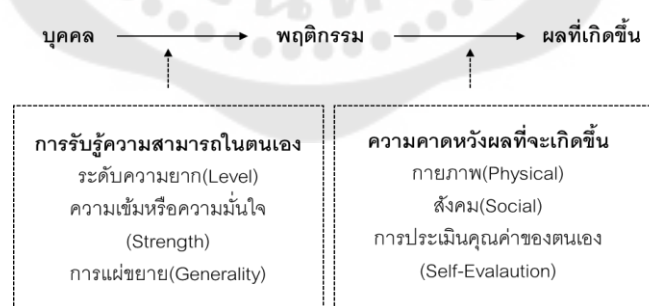 บุคคล พฤติกรรม ผลที่เกิดขึ้น
การรับรู้ความสามารถในตนเอง
ระดับความยาก(Level)
ความเข้มหรือความมั่นใจ
(Strength)
การแผ่ขยาย(Generality)
ความคาดหวังผลที่จะเกิดขึ้น
กายภาพ(Physical)
สังคม(Social)
การประเมินคุณค่าของตนเอง
(Self-Evalaution)